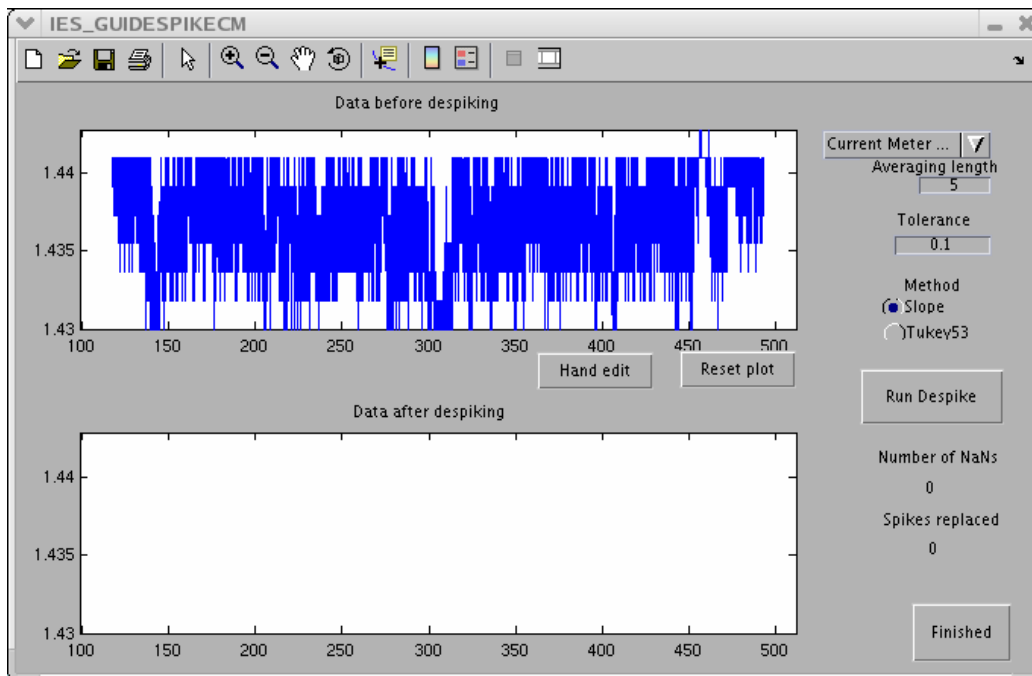 IES_GUIDESPIKECM
Data before despiking
1.44
1.435
1.43
100 150 200 250 300 350 400 450 500
Current Meter ...
Averaging length
5
Tolerance
0.1
Method
Slope
Tukey53
Hand edit
Reset plot
Run Despike
Data after despiking
1.44
1.435
1.43
100 150 200 250 300 350 400 450 500
Number of NaNs
0
Spikes replaced
0
Finished